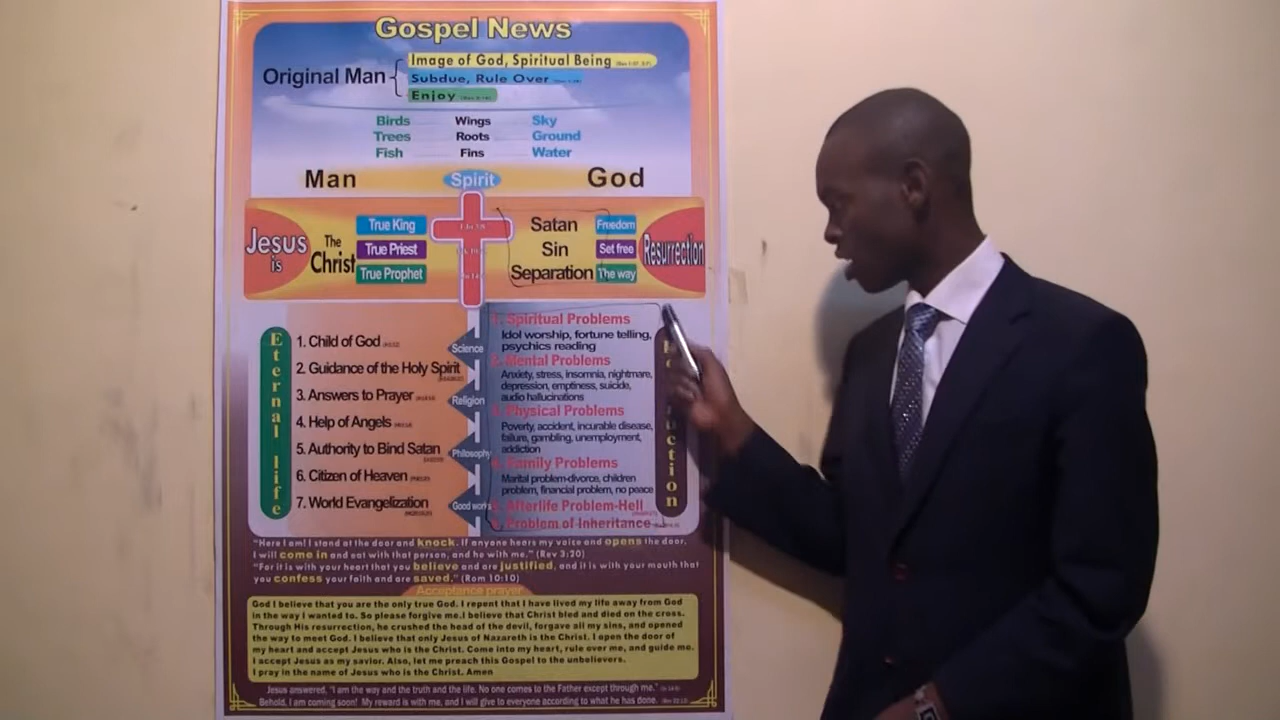 Gospel News
Original Man
Image of God, Spiritual Being
Subdue, Rule Over
Enjoy
Birds Wings Sky
Trees Roots Ground
Fish Fins Water
Man Spirit God
Jesus is The Christ
True King
True Priest
True Prophet
Satan Freedom
Sin Set free
Separation The way
Resurrection
Eternal life
1. Child of God
2. Guidance of the Holy Spirit
3. Answers to Prayer
4. Help of Angels
5. Authority to Bind Satan
6. Citizen of Heaven
7. World Evangelization
Science
Religion
Philosophy
Good works
1. Spiritual Problems
Idol worship, fortune telling,
psychics reading
2. Mental Problems
Anxiety, stress, insomnia, nightmare,
depression, emptiness, suicide,
audio hallucinations
3. Physical Problems
Poverty, accident, incurable disease,
failure, gambling, unemployment,
addiction
4. Family Problems
Marital problem-divorce, children
problem, financial problem, no peace
5. Afterlife Problem-Hell
6. Problem of Inheritance
"Here I am! I stand at the door and knock. If anyone hears my voice and opens the door.
I will come in and eat with that person, and he with me." (Rev 3:20)
"For it is with your heart that you believe and are justified, and it is with your mouth that
you confess your faith and are saved." (Rom 10:10)
Acceptance prayer
God I believe that you are the only true God. I repent that I have lived my life away from God
in the way I wanted to. So please forgive me.I believe that Christ bled and died on the cross.
Through His resurrection, he crushed the head of the devil, forgave all my sins, and opened
the way to meet God. I believe that only Jesus of Nazareth is the Christ. I open the door of
my heart and accept Jesus who is the Christ. Come into my heart, rule over me, and guide me.
I accept Jesus as my savior. Also, let me preach this Gospel to the unbelievers.
I pray in the name of Jesus who is the Christ. Amen
Jesus answered, "I am the way and the truth and the life. No one comes to the Father except through me."
Behold, I am coming soon! My reward is with me, and I will give to everyone according to what he has done.